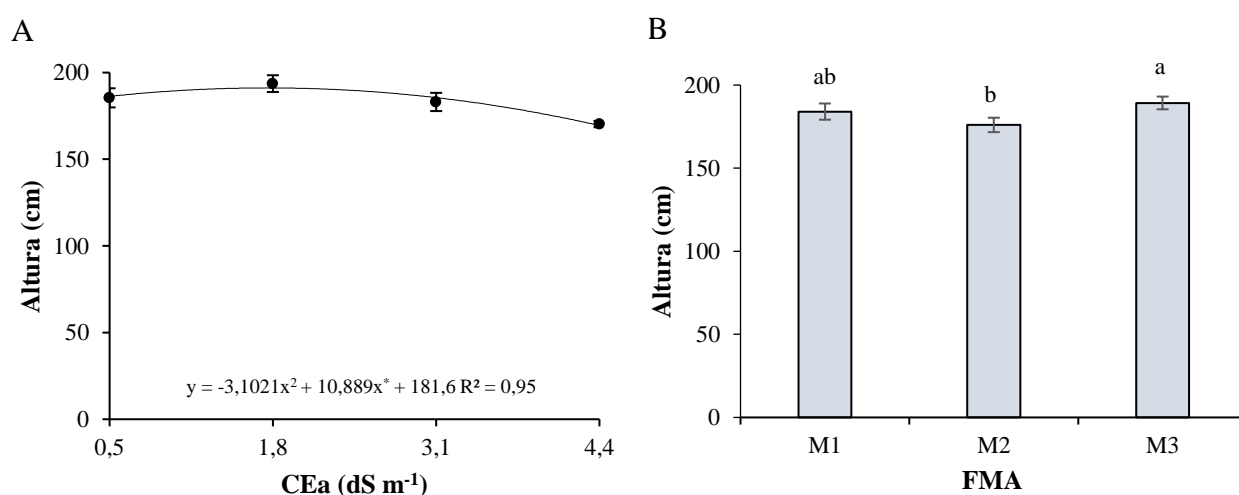 A
200
150
100
50
0
Altura (cm)
y = -3,1021x² + 10,889x* + 181,6 R² = 0,95
0,5 1,8 3,1 4,4
CEa (dS m⁻¹)
B
200
150
100
50
0
Altura (cm)
ab b a
M1 M2 M3
FMA